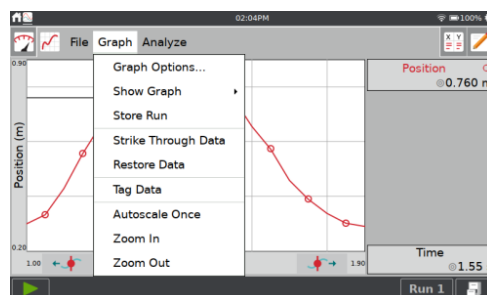 02:04PM 100%
File Graph Analyze
X Y
0.90
Graph Options...
Show Graph
Store Run
Strike Through Data
Restore Data
Tag Data
Autoscale Once
Zoom In
Zoom Out
Position (m)
Position
0.760 m
0.20
1.00
1.90
Time
1.55
Run 1